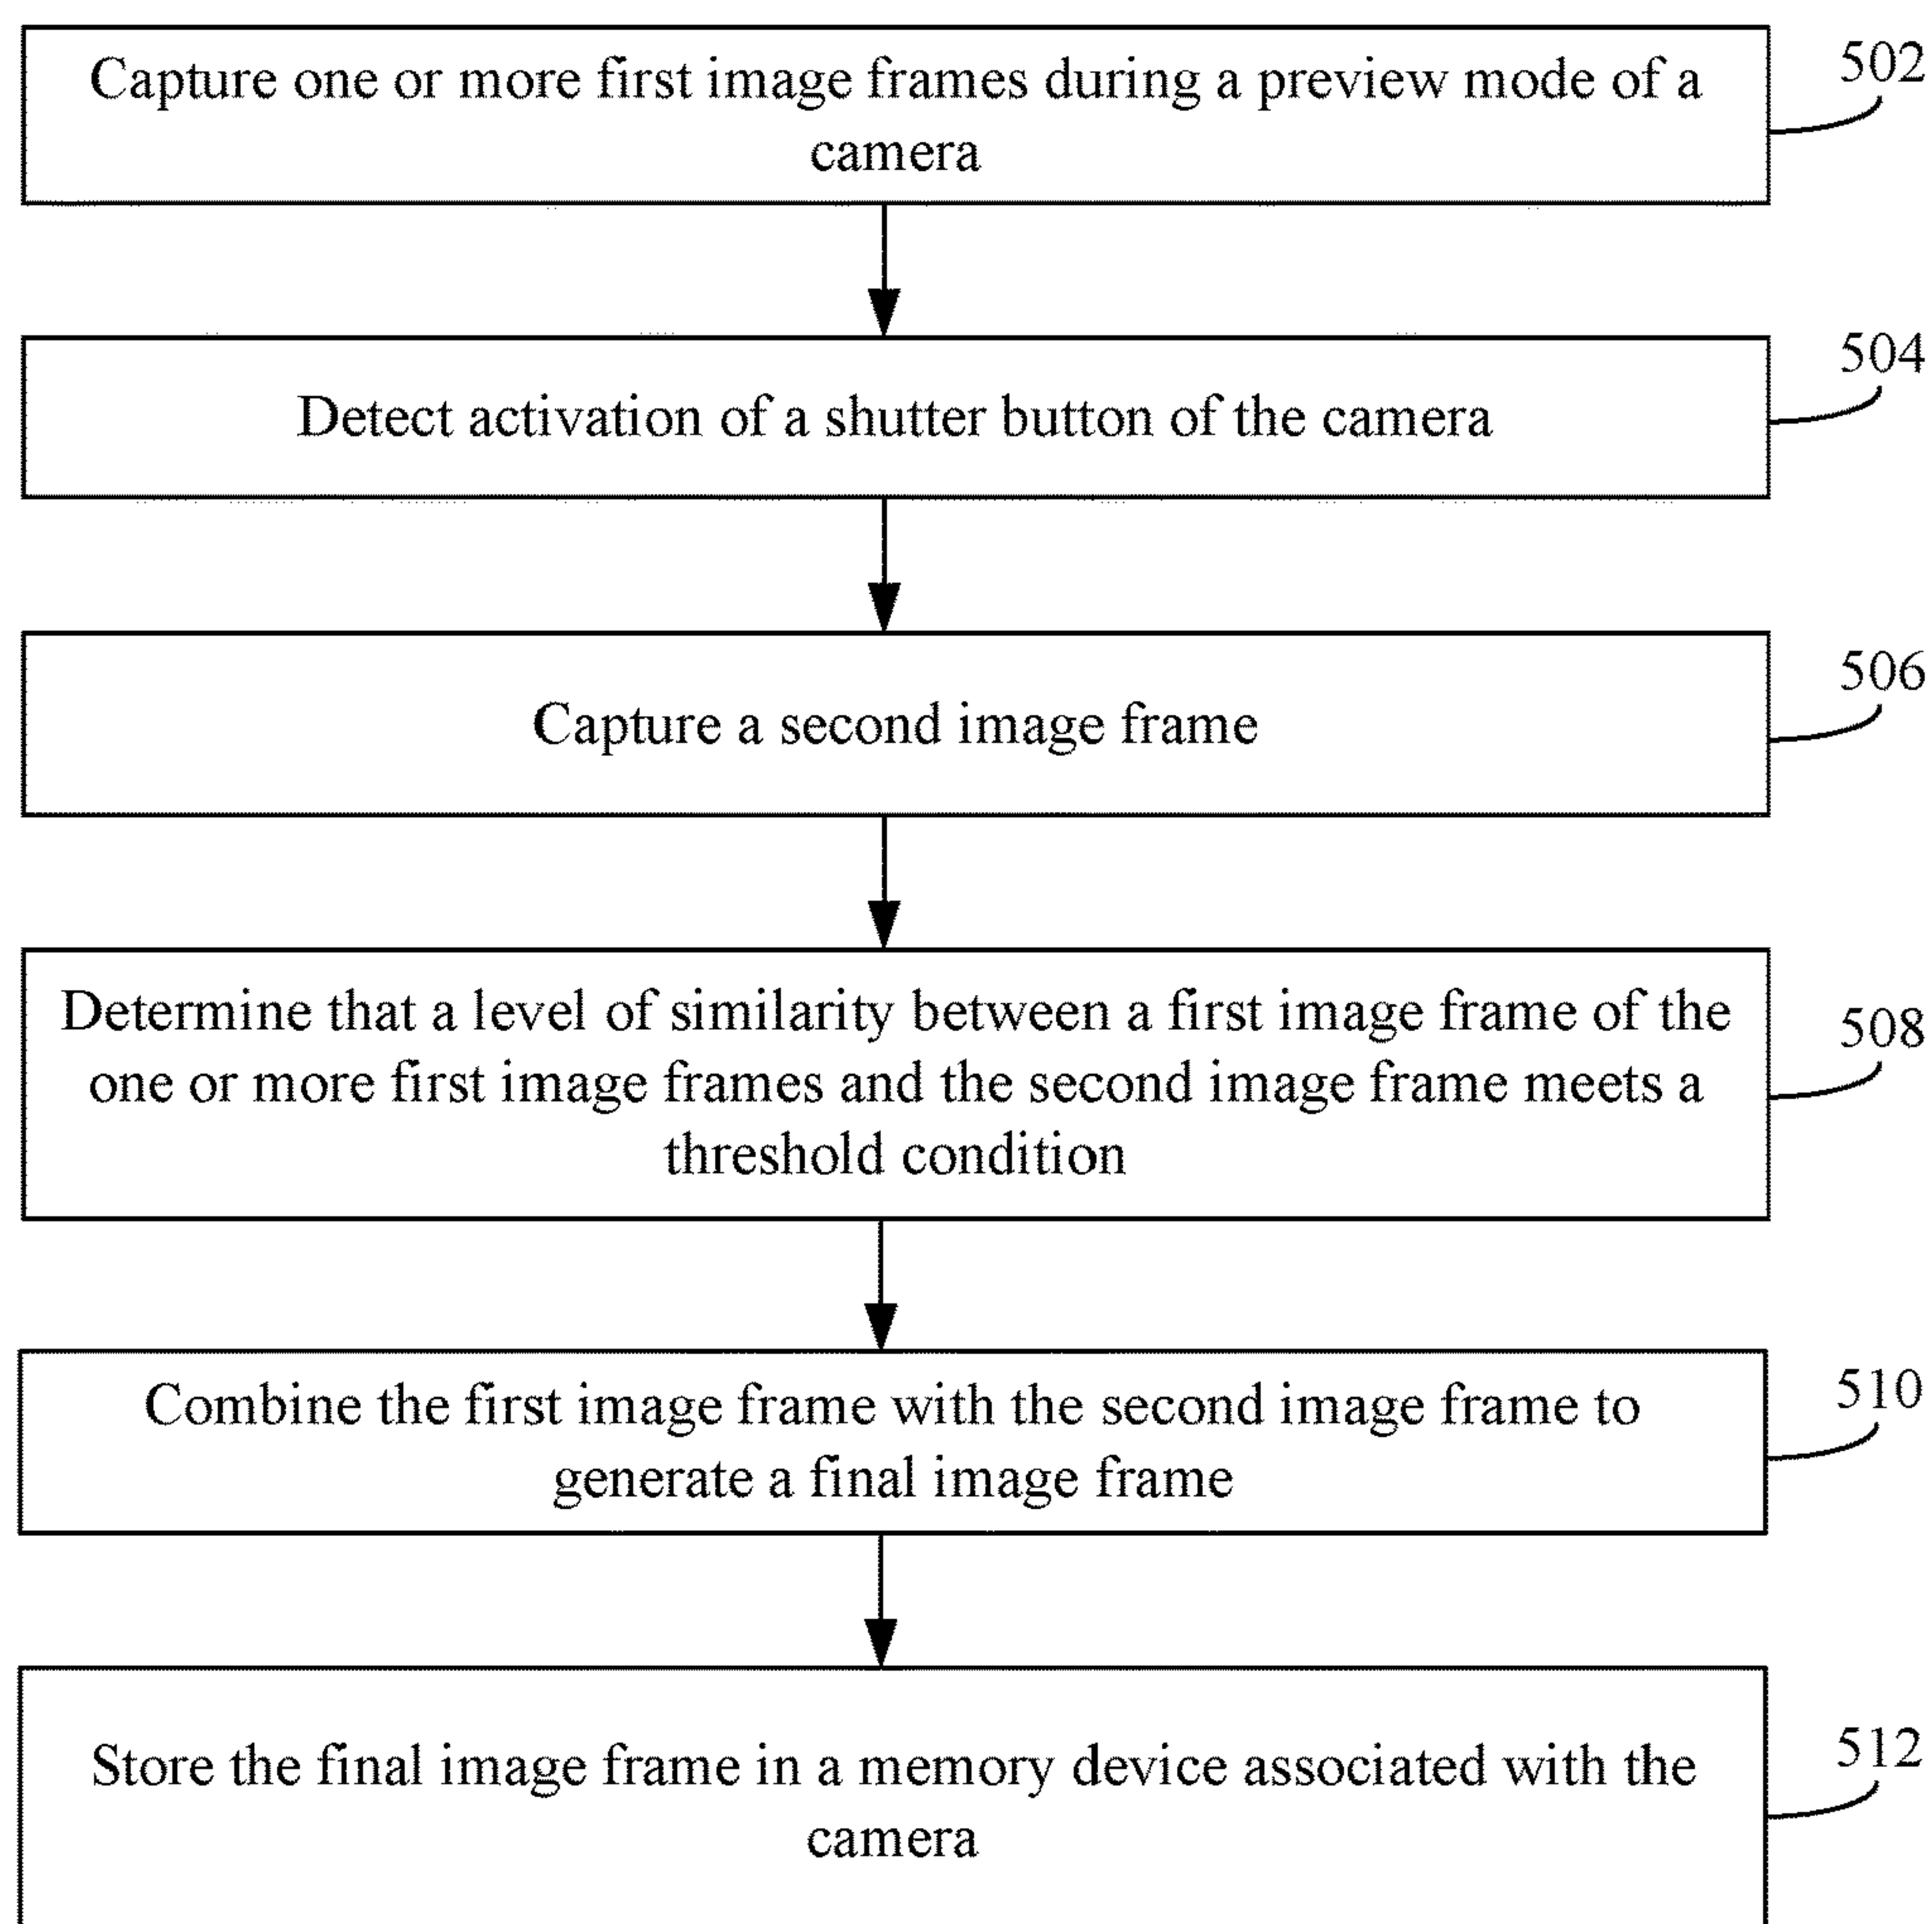 Capture one or more first image frames during a preview mode of a
camera
502
Detect activation of a shutter button of the camera
504
Capture a second image frame
506
Determine that a level of similarity between a first image frame of the
one or more first image frames and the second image frame meets a
threshold condition
508
Combine the first image frame with the second image frame to
generate a final image frame
510
Store the final image frame in a memory device associated with the
camera
512